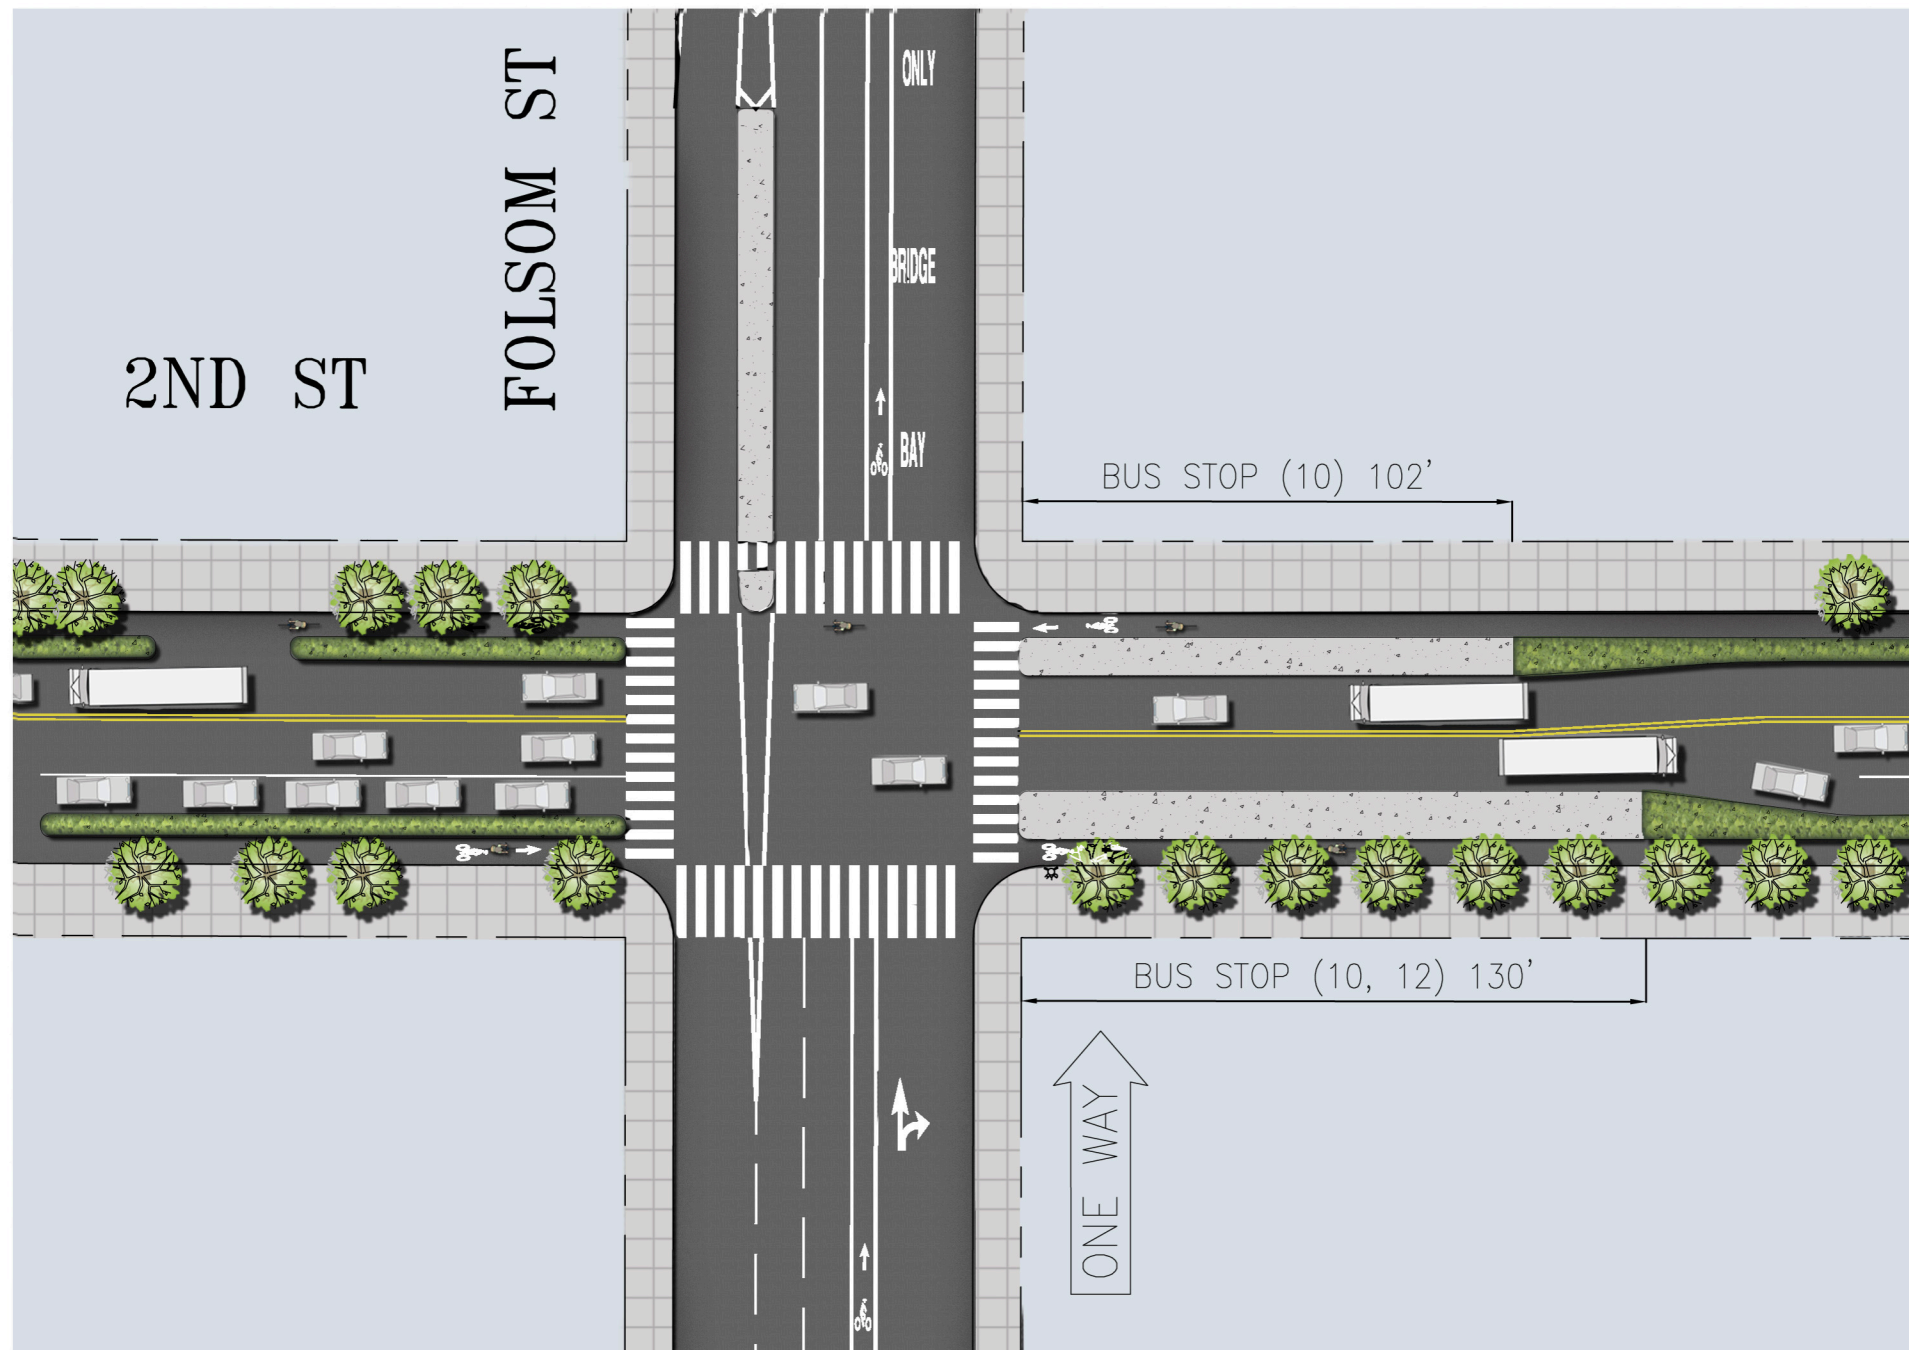 ONLY
FOLSOM ST
BRIDGE
2ND ST
BAY
BUS STOP (10) 102'
BUS STOP (10, 12) 130'
ONE WAY